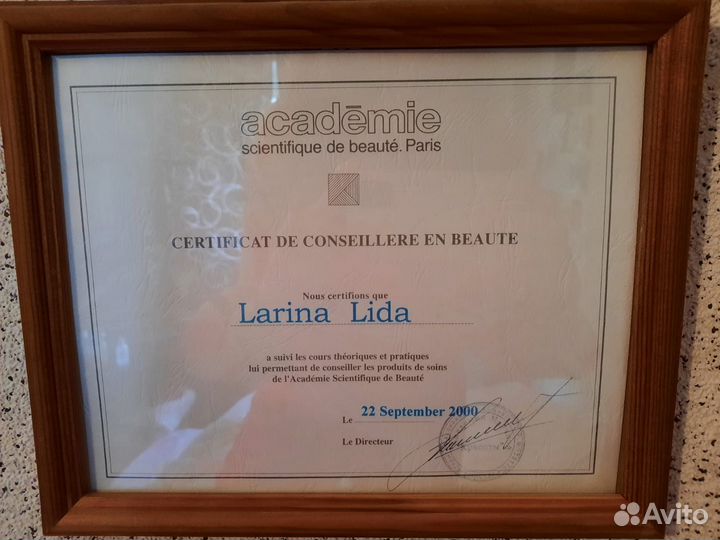 académie
scientifique de beauté. Paris
CERTIFICAT DE CONSEILLERE EN BEAUTE
Nous certifions que
Larina Lida
a suivi les cours théoriques et pratiques
lui permettant de conseiller les produits de soins
de l'Académie Scientifique de Beauté
Le 22 September 2000
Le Directeur
Avito